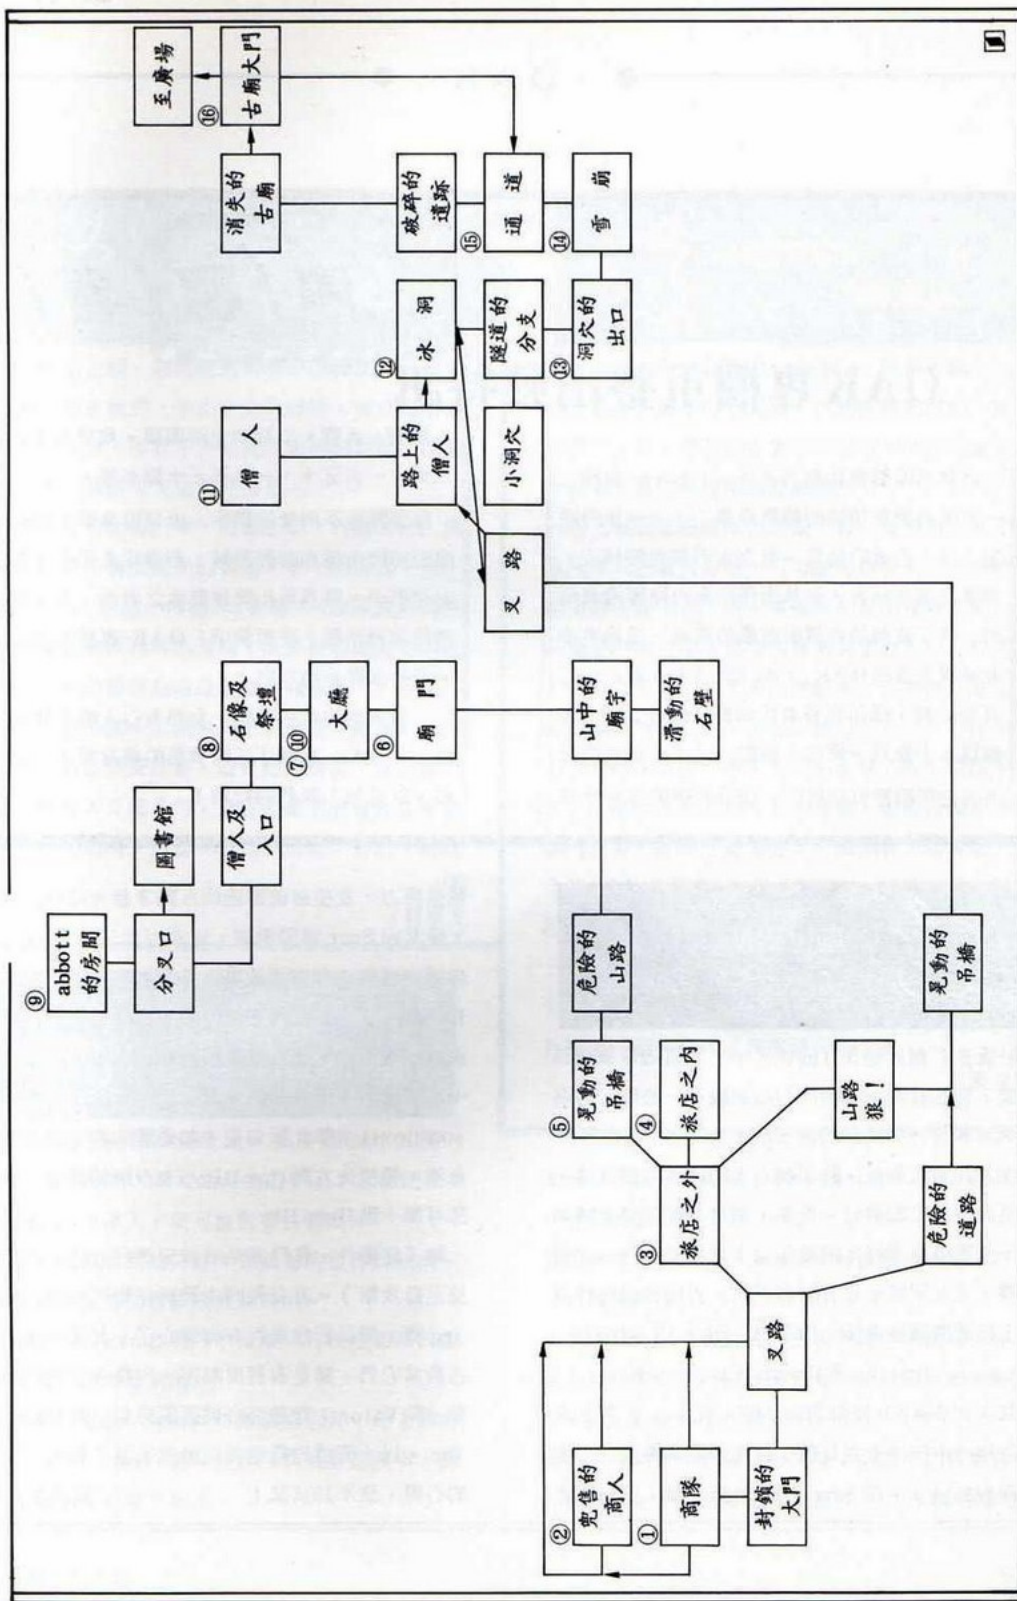 ⑨
abbott
的房間
分叉口
圖書館
僧人及
入口
⑧
石像及
祭壇
⑦⑩
大廳
⑥
廟門
山中的
廟宇
滑動的
石壁
⑤
晃動的
吊橋
危險的
山路
④
旅店之內
③
旅店之外
山路
狼！
晃動的
吊橋
危險的
道路
叉路
②
兜售的
商人
①
商隊
封鎖的
大門
叉路
⑪
僧人
路上的
僧人
小洞穴
⑫
冰洞
隧道的
分支
⑬
洞穴的
出口
⑭
雪崩
⑮
通道
破碎的
遺跡
消失的
古廟
⑯
古廟大門
至廣場